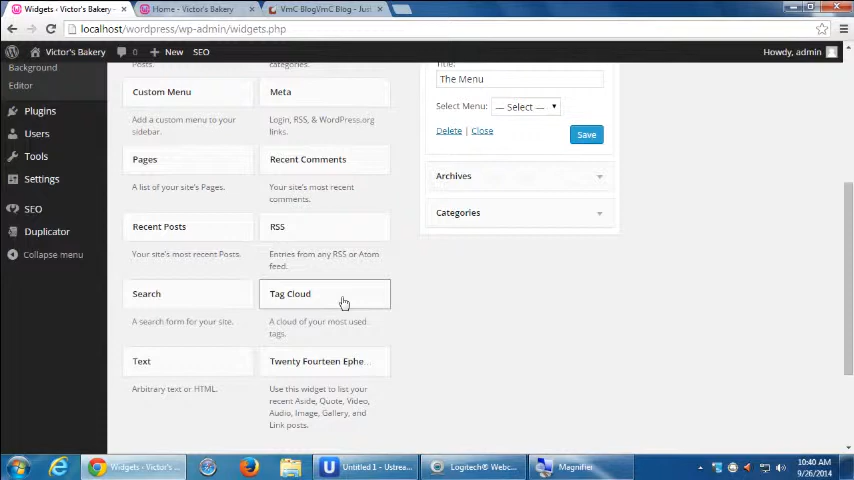 Widgets ‹ Victor's Bakery –
Home - Victor's Bakery
VmC BlogVmC Blog - Just
localhost/wordpress/wp-admin/widgets.php
Victor's Bakery
0
New
SEO
Howdy, admin
Background
Editor
Plugins
Users
Tools
Settings
SEO
Duplicator
Collapse menu
Posts.
categories.
Custom Menu
Meta
Add a custom menu to your
sidebar.
Login, RSS, & WordPress.org
links.
Pages
Recent Comments
A list of your site's Pages.
Your site's most recent
comments.
Recent Posts
RSS
Your site's most recent Posts.
Entries from any RSS or Atom
feed.
Search
Tag Cloud
A search form for your site.
A cloud of your most used
tags.
Text
Twenty Fourteen Ephe...
Arbitrary text or HTML.
Use this widget to list your
recent Aside, Quote, Video,
Audio, Image, Gallery, and
Link posts.
Title:
The Menu
Select Menu:
— Select —
Delete | Close
Save
Archives
Categories
Widgets ‹ Victor's ...
Untitled 1 - Ustrea...
Logitech® Webc...
Magnifier
10:40 AM
9/26/2014